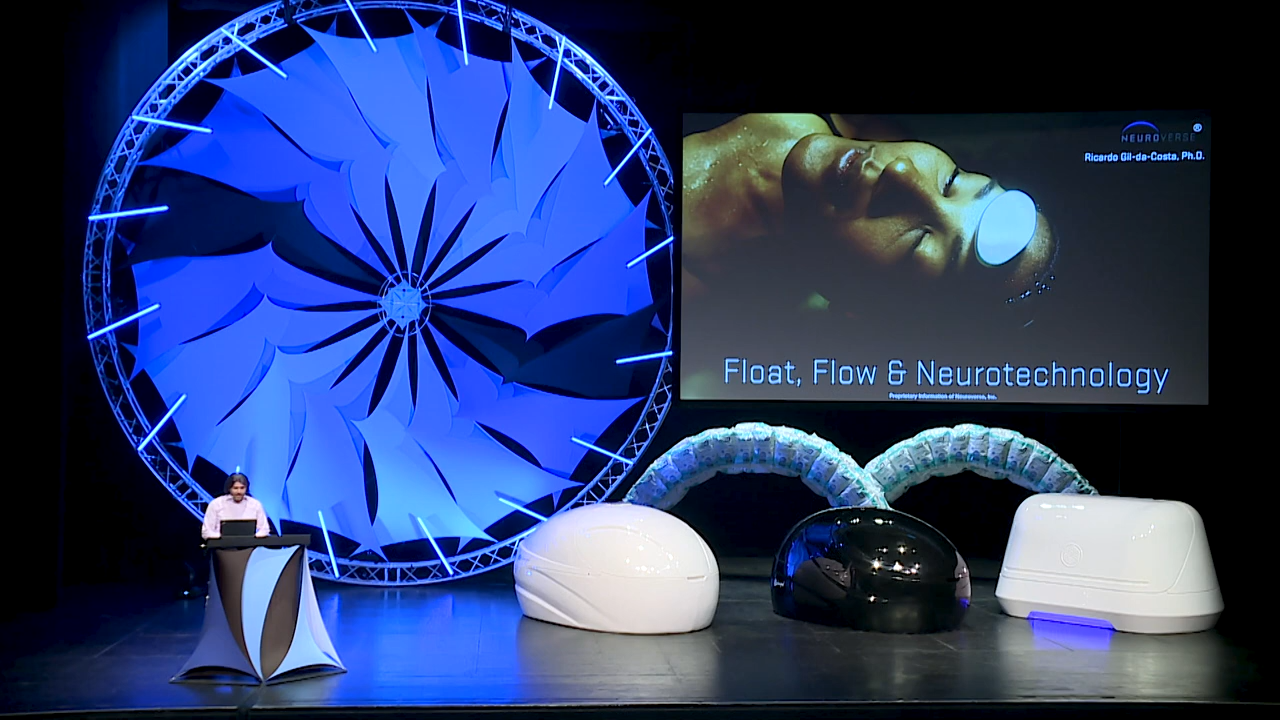 NEUROVERSE®
Ricardo Gil-da-Costa, Ph.D.
Float, Flow & Neurotechnology
Proprietary Information of Neuroverse, Inc.